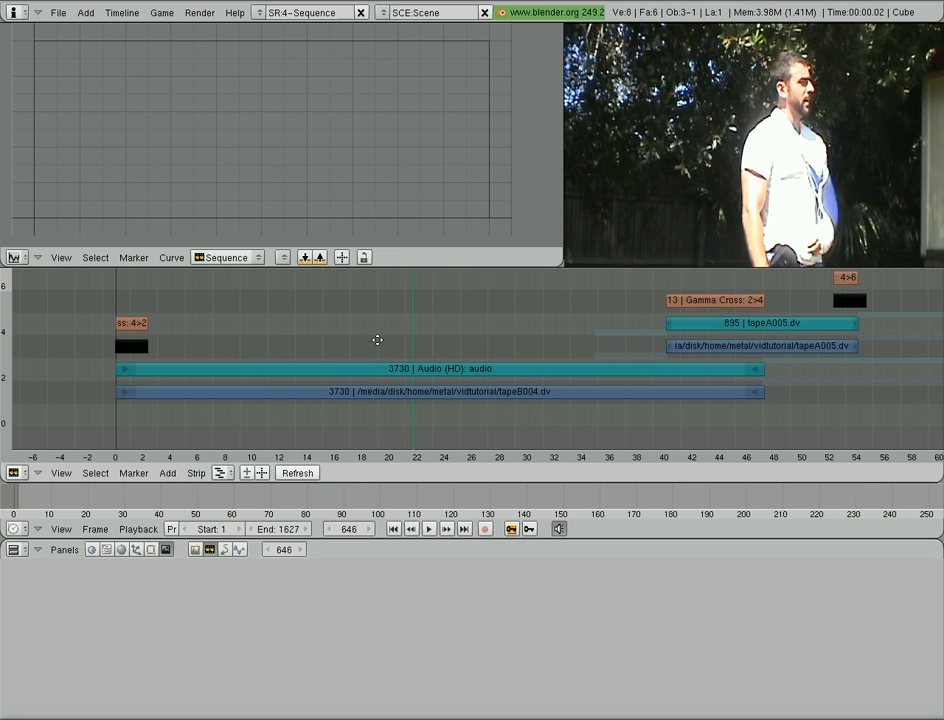 File Add Timeline Game Render Help SR:4-Sequence SCE:Scene www.blender.org 249.2 Ve:8 | Fa:6 | Ob:3-1 | La:1 | Mem:3.98M (1.41M) | Time:00:00.02 | Cube
View Select Marker Curve Sequence
: 4>6
6
13 | Gamma Cross: 2>4
ss: 4>2
895 | tapeA005.dv
4
ia/disk/home/metal/vidtutorial/tapeA005.dv
3730 | Audio (HD): audio
2
3730 | /media/disk/home/metal/vidtutorial/tapeB004.dv
0
-6 -4 -2 0 2 4 6 8 10 12 14 16 18 20 22 24 26 28 30 32 34 36 38 40 42 44 46 48 50 52 54 56 58 60
View Select Marker Add Strip Refresh
0 10 20 30 40 50 60 70 80 90 100 110 120 130 140 150 160 170 180 190 200 210 220 230 240 250
View Frame Playback Pr Start: 1 End: 1627 646
Panels 646